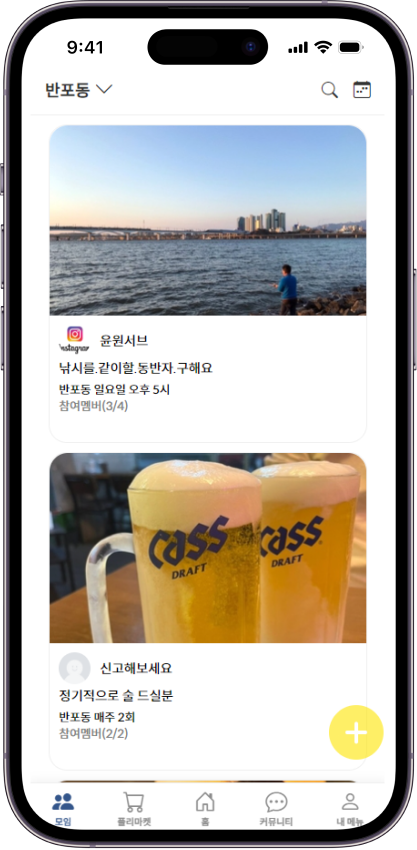 9:41
반포동
Instagram
윤원서브
낚시를.같이할.동반자.구해요
반포동 일요일 오후 5시
참여멤버(3/4)
cass
DRAFT
cass
DRAFT
신고해보세요
정기적으로 술 드실분
반포동 매주 2회
참여멤버(2/2)
모임
플리마켓
홈
커뮤니티
내 메뉴